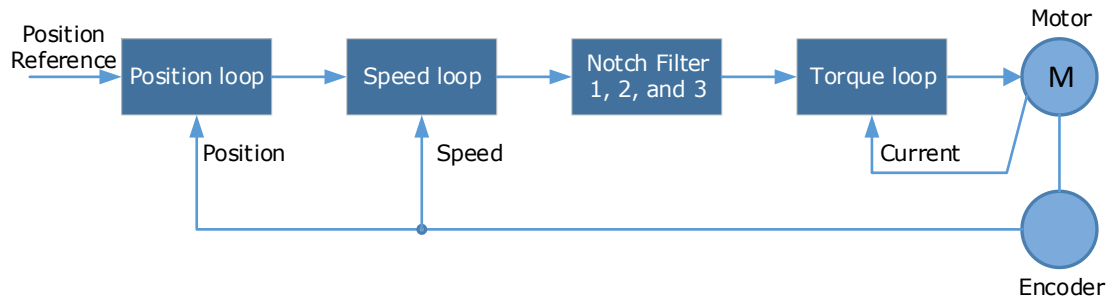 Position
Reference
Position loop
Speed loop
Notch Filter
1, 2, and 3
Torque loop
Motor
M
Position
Speed
Current
Encoder